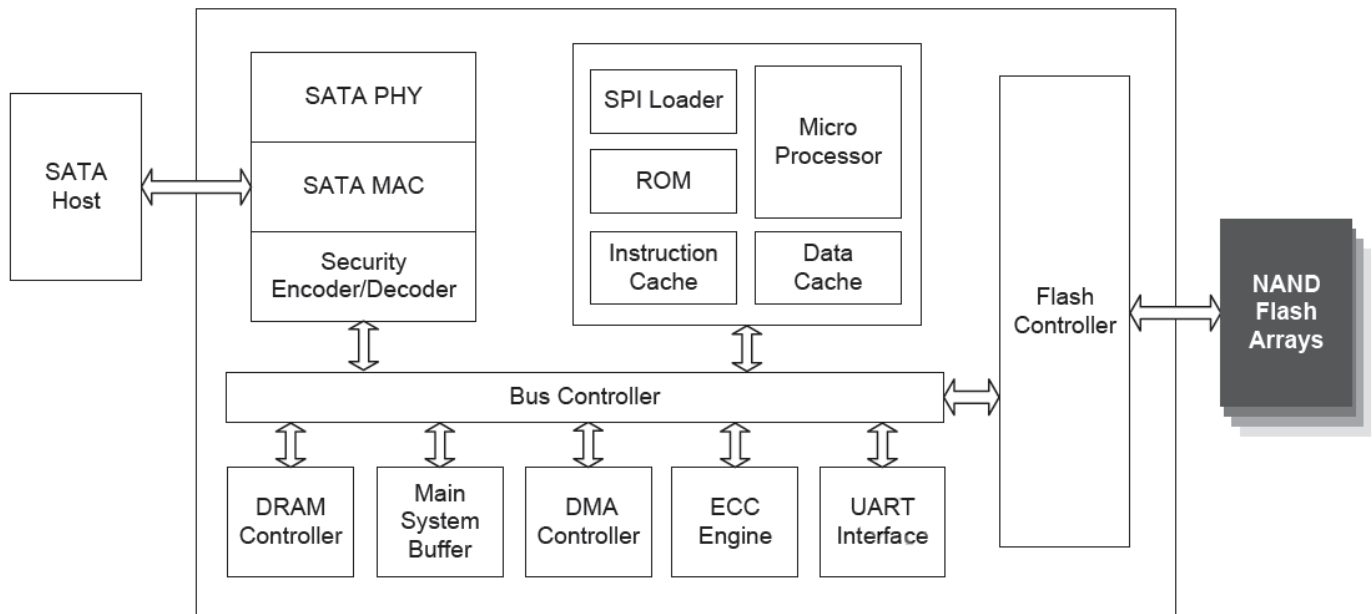 SATA
Host
SATA PHY
SATA MAC
Security
Encoder/Decoder
SPI Loader
ROM
Instruction
Cache
Micro
Processor
Data
Cache
Flash
Controller
NAND
Flash
Arrays
Bus Controller
DRAM
Controller
Main
System
Buffer
DMA
Controller
ECC
Engine
UART
Interface